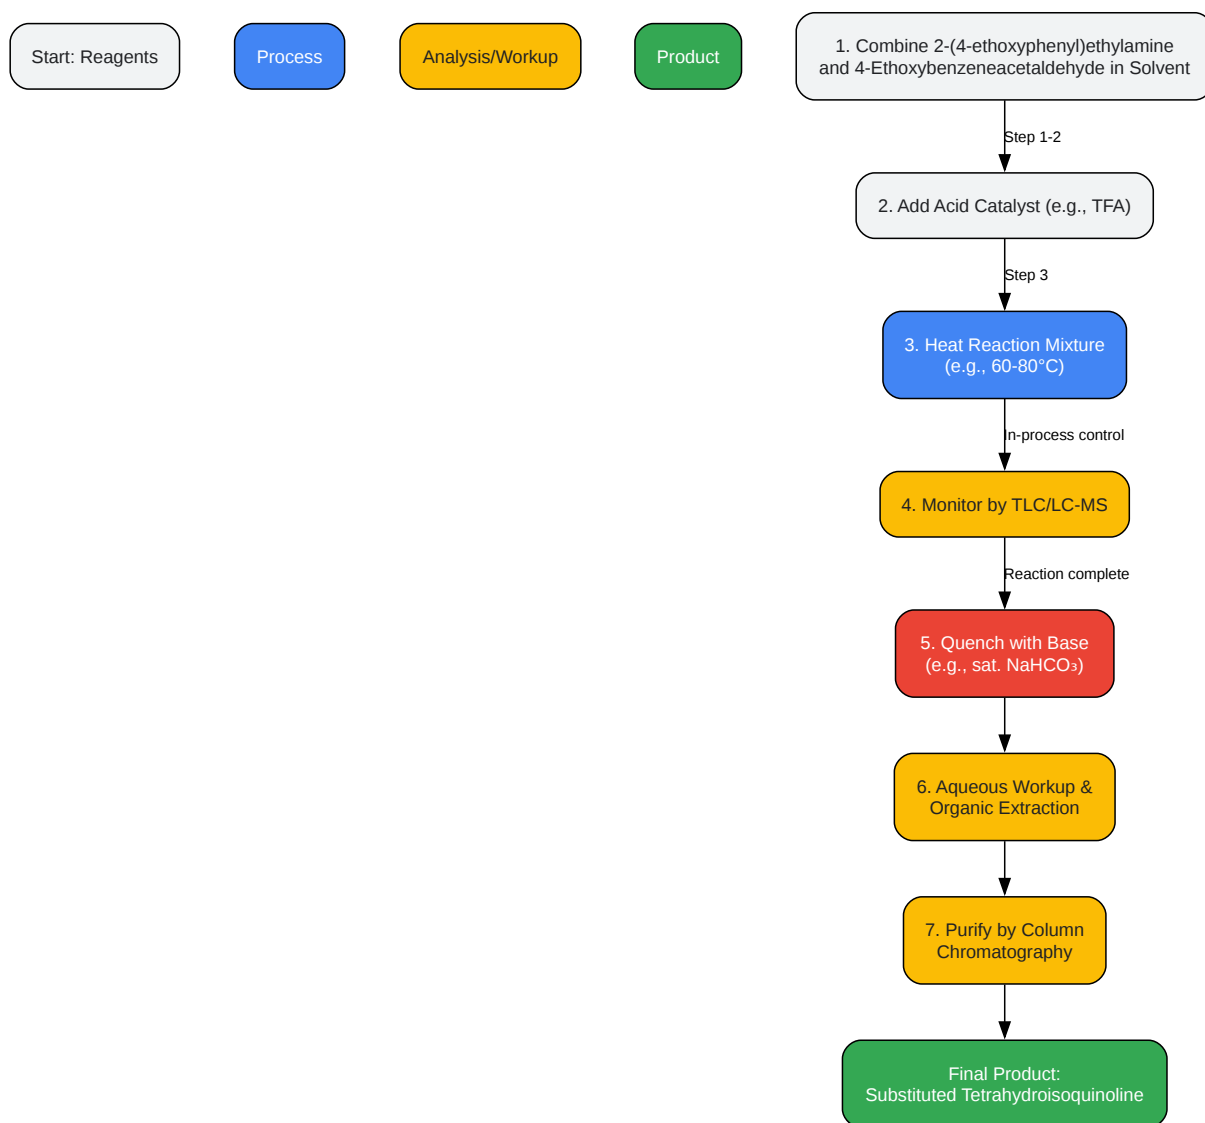 Start: Reagents
Process
Analysis/Workup
Product
1. Combine 2-(4-ethoxyphenyl)ethylamine
and 4-Ethoxybenzeneacetaldehyde in Solvent
Step 1-2
2. Add Acid Catalyst (e.g., TFA)
Step 3
3. Heat Reaction Mixture
(e.g., 60-80°C)
In-process control
4. Monitor by TLC/LC-MS
Reaction complete
5. Quench with Base
(e.g., sat. NaHCO₃)
6. Aqueous Workup &
Organic Extraction
7. Purify by Column
Chromatography
Final Product:
Substituted Tetrahydroisoquinoline